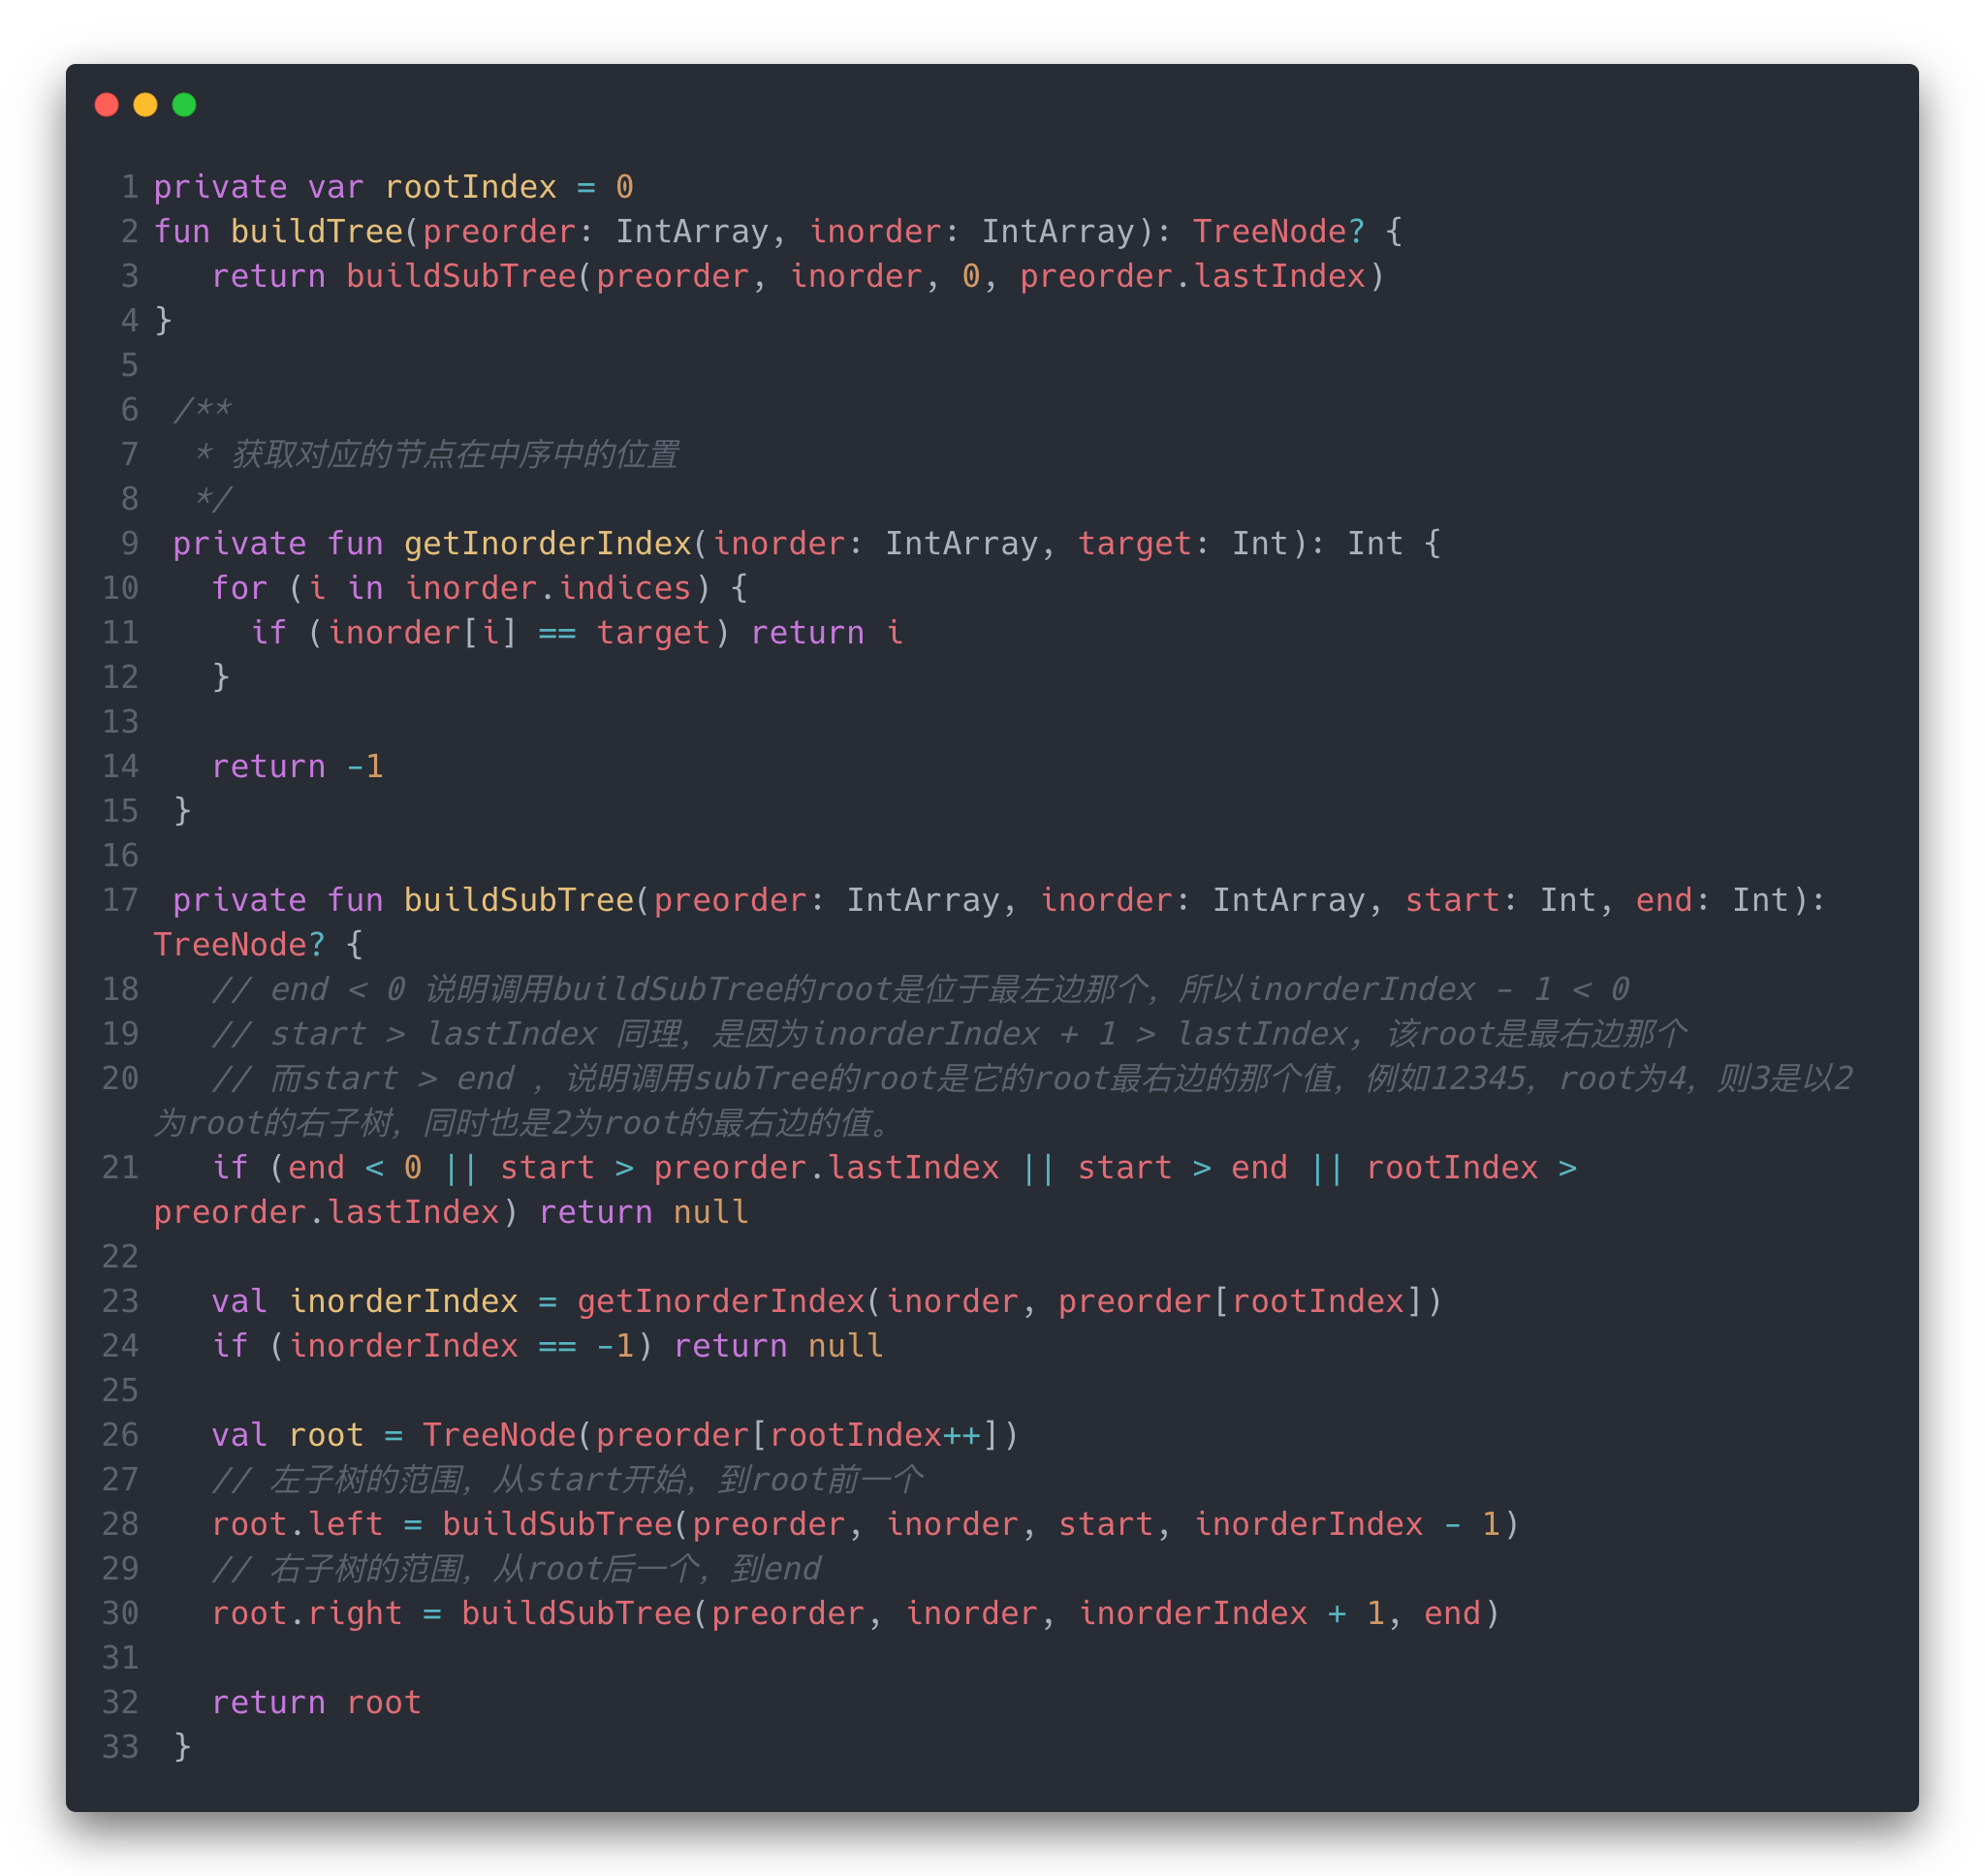 1 private var rootIndex = 0
2 fun buildTree(preorder: IntArray, inorder: IntArray): TreeNode? {
3    return buildSubTree(preorder, inorder, 0, preorder.lastIndex)
4 }
5
6  /**
7   * 获取对应的节点在中序中的位置
8   */
9  private fun getInorderIndex(inorder: IntArray, target: Int): Int {
10    for (i in inorder.indices) {
11      if (inorder[i] == target) return i
12    }
13
14    return -1
15  }
16
17  private fun buildSubTree(preorder: IntArray, inorder: IntArray, start: Int, end: Int):
TreeNode? {
18    // end < 0 说明调用buildSubTree的root是位于最左边那个，所以inorderIndex - 1 < 0
19    // start > lastIndex 同理，是因为inorderIndex + 1 > lastIndex, 该root是最右边那个
20    // 而start > end ，说明调用subTree的root是它的root最右边的那个值，例如12345，root为4，则3是以2
为root的右子树，同时也是2为root的最右边的值。
21    if (end < 0 || start > preorder.lastIndex || start > end || rootIndex >
preorder.lastIndex) return null
22
23    val inorderIndex = getInorderIndex(inorder, preorder[rootIndex])
24    if (inorderIndex == -1) return null
25
26    val root = TreeNode(preorder[rootIndex++])
27    // 左子树的范围，从start开始，到root前一个
28    root.left = buildSubTree(preorder, inorder, start, inorderIndex - 1)
29    // 右子树的范围，从root后一个，到end
30    root.right = buildSubTree(preorder, inorder, inorderIndex + 1, end)
31
32    return root
33  }